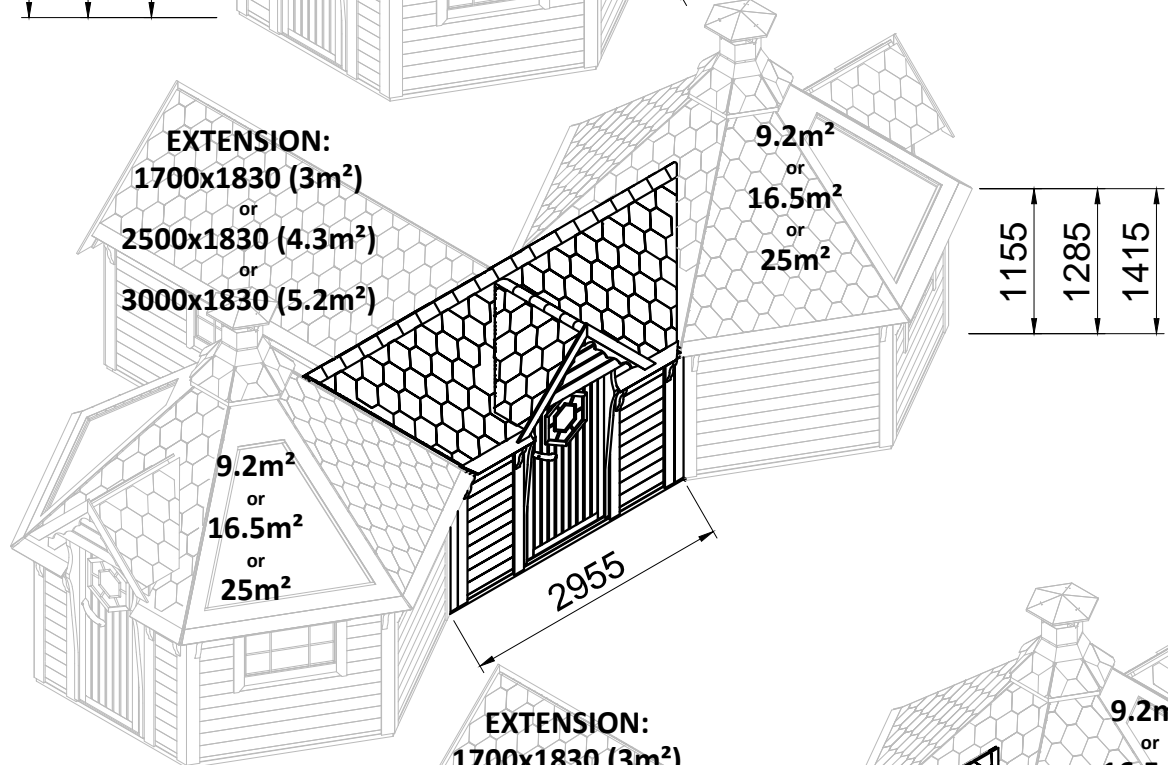 EXTENSION:
1700x1830 (3m²)
or
2500x1830 (4.3m²)
or
3000x1830 (5.2m²)
9.2m²
or
16.5m²
or
25m²
1155
1285
1415
9.2m²
or
16.5m²
or
25m²
2955
EXTENSION:
1700x1830 (3m²)
9.2m
or